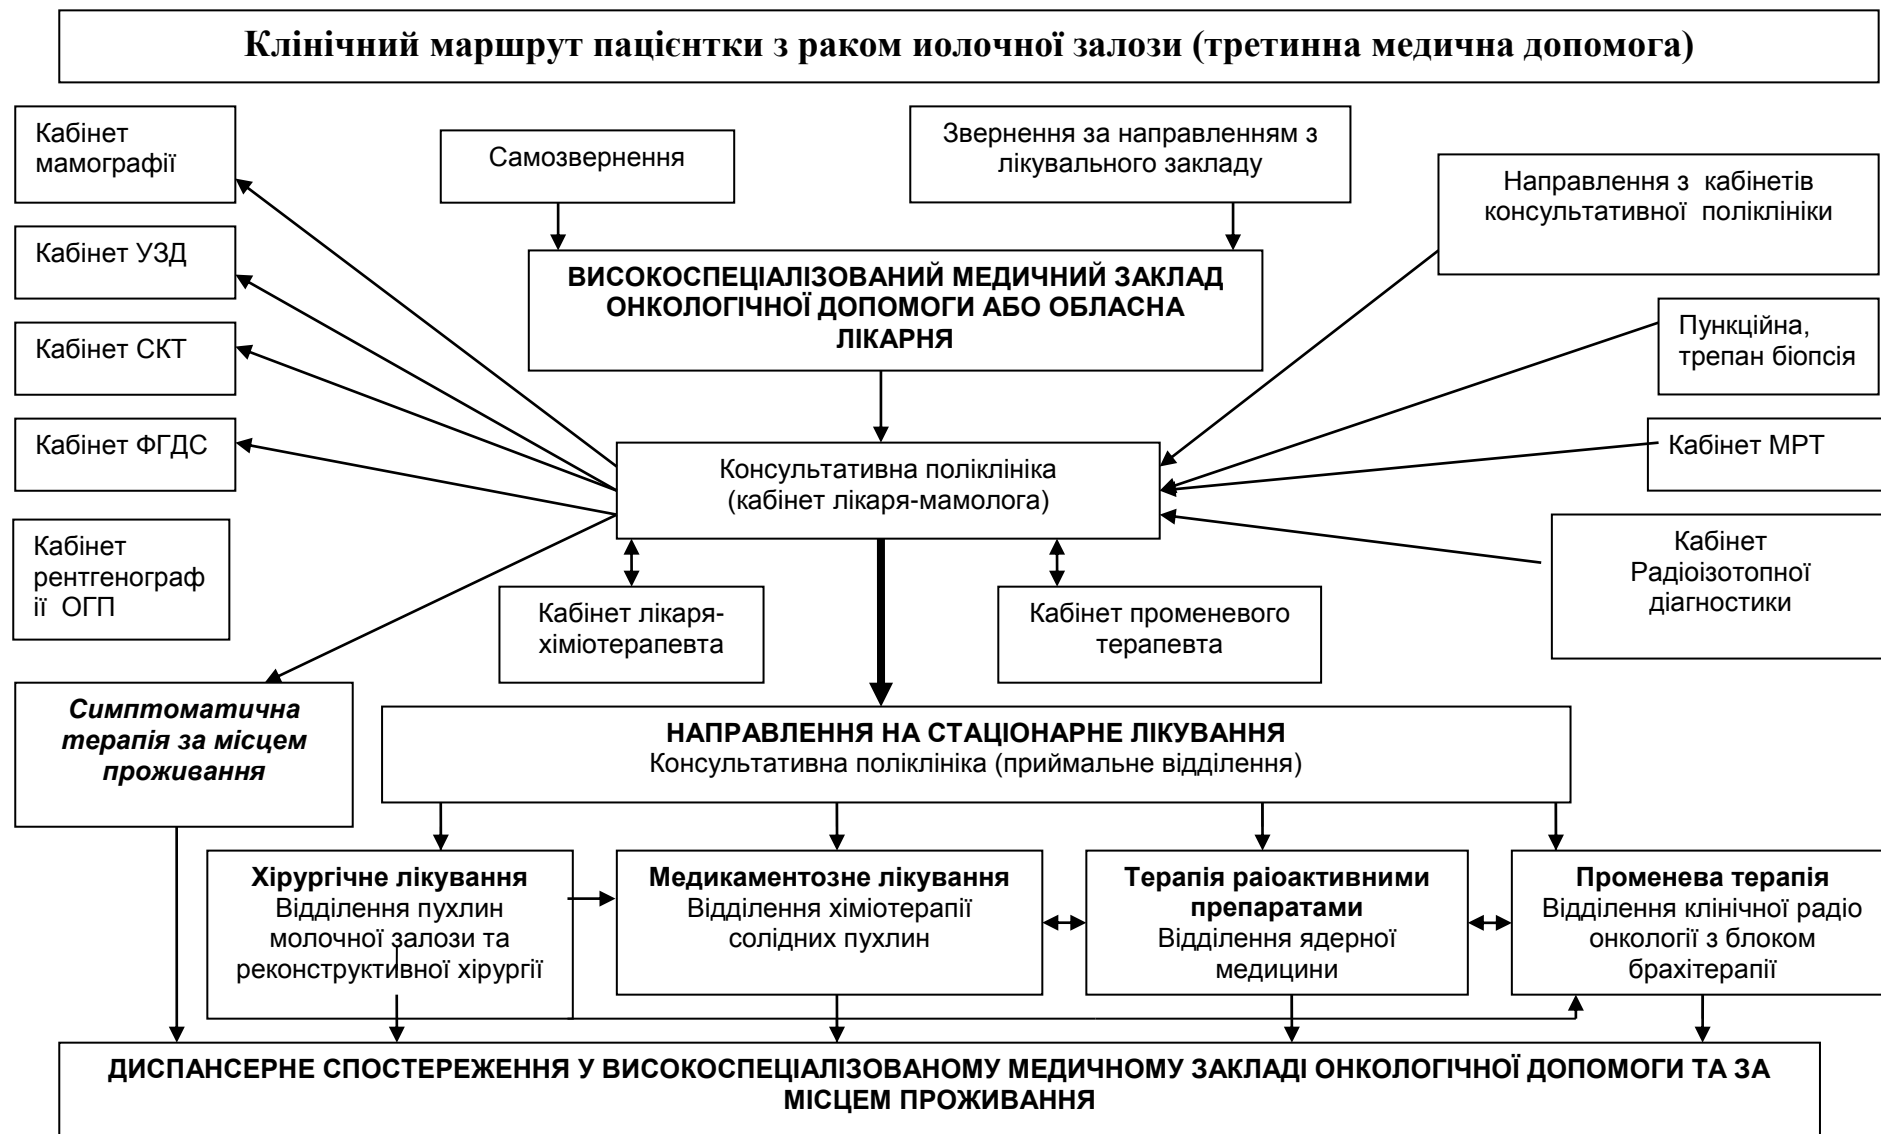 Клінічний маршрут пацієнтки з раком иолочної залози (третинна медична допомога)
Кабінет
мамографії
Самозвернення
Звернення за направленням з
лікувального закладу
Направлення з кабінетів
консультативної поліклініки
Кабінет УЗД
ВИСОКОСПЕЦІАЛІЗОВАНИЙ МЕДИЧНИЙ ЗАКЛАД
ОНКОЛОГІЧНОЇ ДОПОМОГИ АБО ОБЛАСНА
ЛІКАРНЯ
Кабінет СКТ
Пункційна,
трепан біопсія
Кабінет ФГДС
Консультативна поліклініка
(кабінет лікаря-мамолога)
Кабінет МРТ
Кабінет
рентгенограф
ії ОГП
Кабінет лікаря-
хіміотерапевта
Кабінет променевого
терапевта
Кабінет
Радіоізотопної
діагностики
Симптоматична
терапія за місцем
проживання
НАПРАВЛЕННЯ НА СТАЦІОНАРНЕ ЛІКУВАННЯ
Консультативна поліклініка (приймальне відділення)
Хірургічне лікування
Відділення пухлин
молочної залози та
реконструктивної хірургії
Медикаментозне лікування
Відділення хіміотерапії
солідних пухлин
Терапія раіоактивними
препаратами
Відділення ядерної
медицини
Променева терапія
Відділення клінічної радіо
онкології з блоком
брахітерапії
ДИСПАНСЕРНЕ СПОСТЕРЕЖЕННЯ У ВИСОКОСПЕЦІАЛІЗОВАНОМУ МЕДИЧНОМУ ЗАКЛАДІ ОНКОЛОГІЧНОЇ ДОПОМОГИ ТА ЗА
МІСЦЕМ ПРОЖИВАННЯ